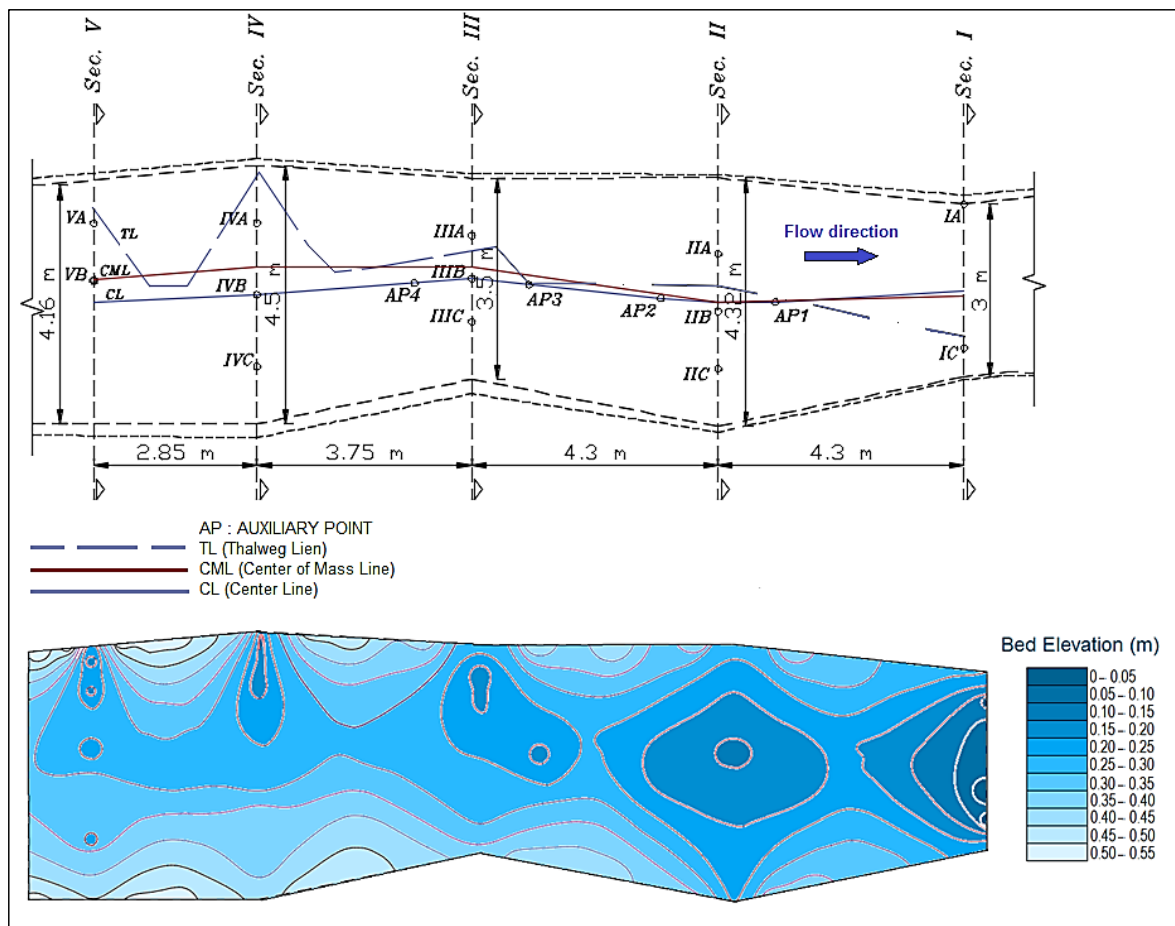 Sec. V
Sec. IV
Sec. III
Sec. II
Sec. I
VA
TL
VB
CML
CL
4.16 m
IVA
IVB
IVC
4.5 m
AP4
IIIA
IIIB
IIIC
3.5 m
AP3
AP2
IIA
IIB
IIC
4.32 m
AP1
Flow direction
IA
IC
3 m
2.85 m
3.75 m
4.3 m
4.3 m
AP : AUXILIARY POINT
TL (Thalweg Lien)
CML (Center of Mass Line)
CL (Center Line)
Bed Elevation (m)
0 – 0.05
0.05 – 0.10
0.10 – 0.15
0.15 – 0.20
0.20 – 0.25
0.25 – 0.30
0.30 – 0.35
0.35 – 0.40
0.40 – 0.45
0.45 – 0.50
0.50 – 0.55